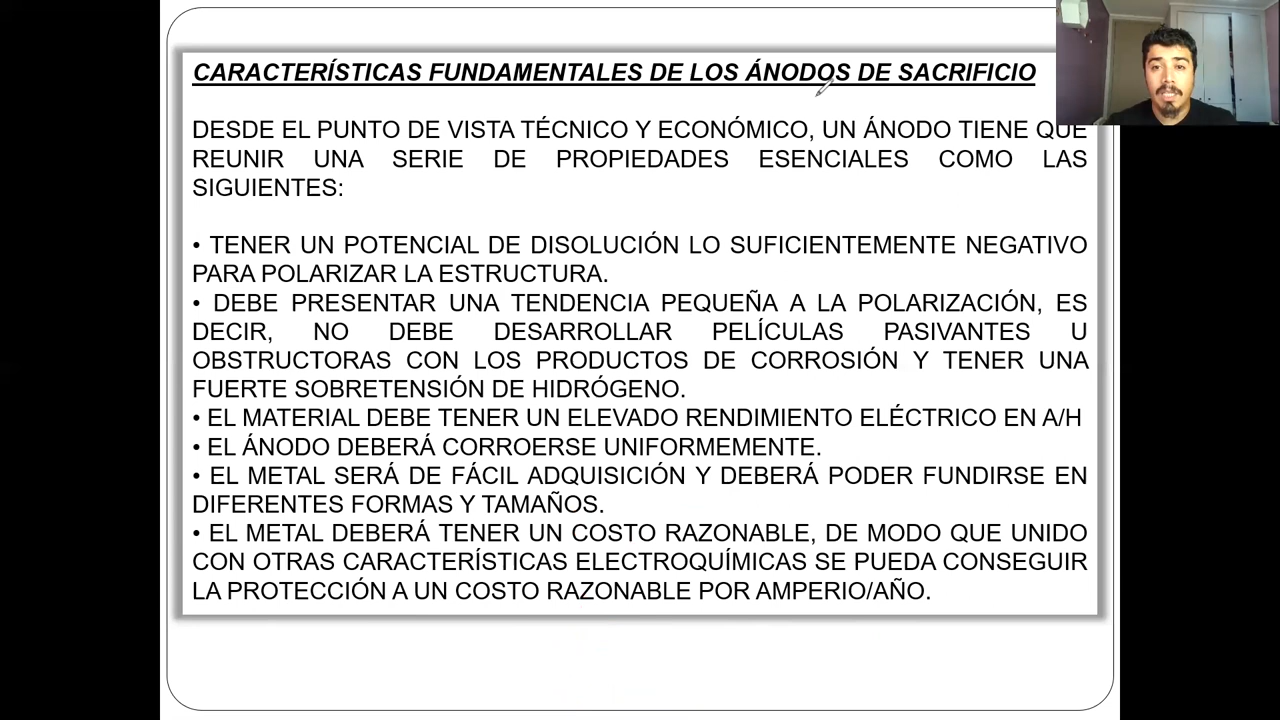 CARACTERÍSTICAS FUNDAMENTALES DE LOS ÁNODOS DE SACRIFICIO
DESDE EL PUNTO DE VISTA TÉCNICO Y ECONÓMICO, UN ÁNODO TIENE QUE
REUNIR UNA SERIE DE PROPIEDADES ESENCIALES COMO LAS
SIGUIENTES:
• TENER UN POTENCIAL DE DISOLUCIÓN LO SUFICIENTEMENTE NEGATIVO
PARA POLARIZAR LA ESTRUCTURA.
• DEBE PRESENTAR UNA TENDENCIA PEQUEÑA A LA POLARIZACIÓN, ES
DECIR, NO DEBE DESARROLLAR PELÍCULAS PASIVANTES U
OBSTRUCTORAS CON LOS PRODUCTOS DE CORROSIÓN Y TENER UNA
FUERTE SOBRETENSIÓN DE HIDRÓGENO.
• EL MATERIAL DEBE TENER UN ELEVADO RENDIMIENTO ELÉCTRICO EN A/H
• EL ÁNODO DEBERÁ CORROERSE UNIFORMEMENTE.
• EL METAL SERÁ DE FÁCIL ADQUISICIÓN Y DEBERÁ PODER FUNDIRSE EN
DIFERENTES FORMAS Y TAMAÑOS.
• EL METAL DEBERÁ TENER UN COSTO RAZONABLE, DE MODO QUE UNIDO
CON OTRAS CARACTERÍSTICAS ELECTROQUÍMICAS SE PUEDA CONSEGUIR
LA PROTECCIÓN A UN COSTO RAZONABLE POR AMPERIO/AÑO.